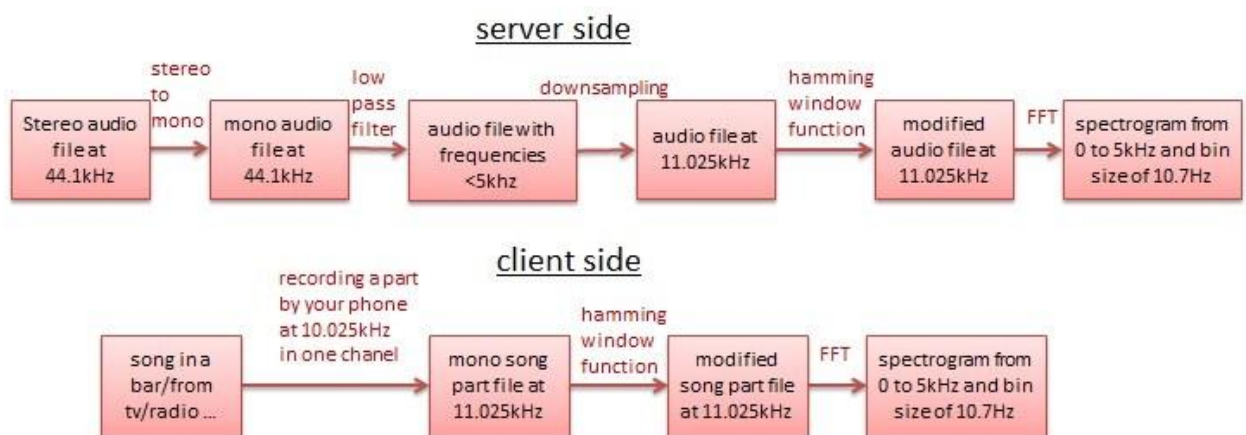 server side
stereo
to
mono
low
pass
filter
downsampling
hamming
window
function
FFT
Stereo audio
file at
44.1kHz
mono audio
file at
44.1kHz
audio file with
frequencies
<5khz
audio file at
11.025kHz
modified
audio file at
11.025kHz
spectrogram from
0 to 5kHz and bin
size of 10.7Hz
client side
recording a part
by your phone
at 10.025kHz
in one chanel
hamming
window
function
FFT
song in a
bar/from
tv/radio ...
mono song
part file at
11.025kHz
modified
song part file
at 11.025kHz
spectrogram from
0 to 5kHz and bin
size of 10.7Hz